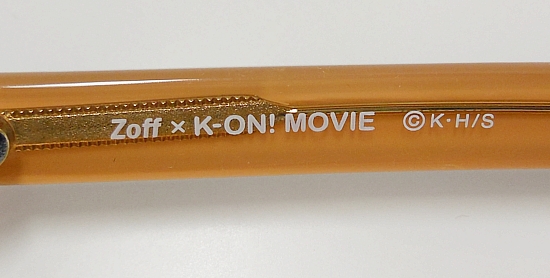 Zoff × K-ON! MOVIE ©K·H/S